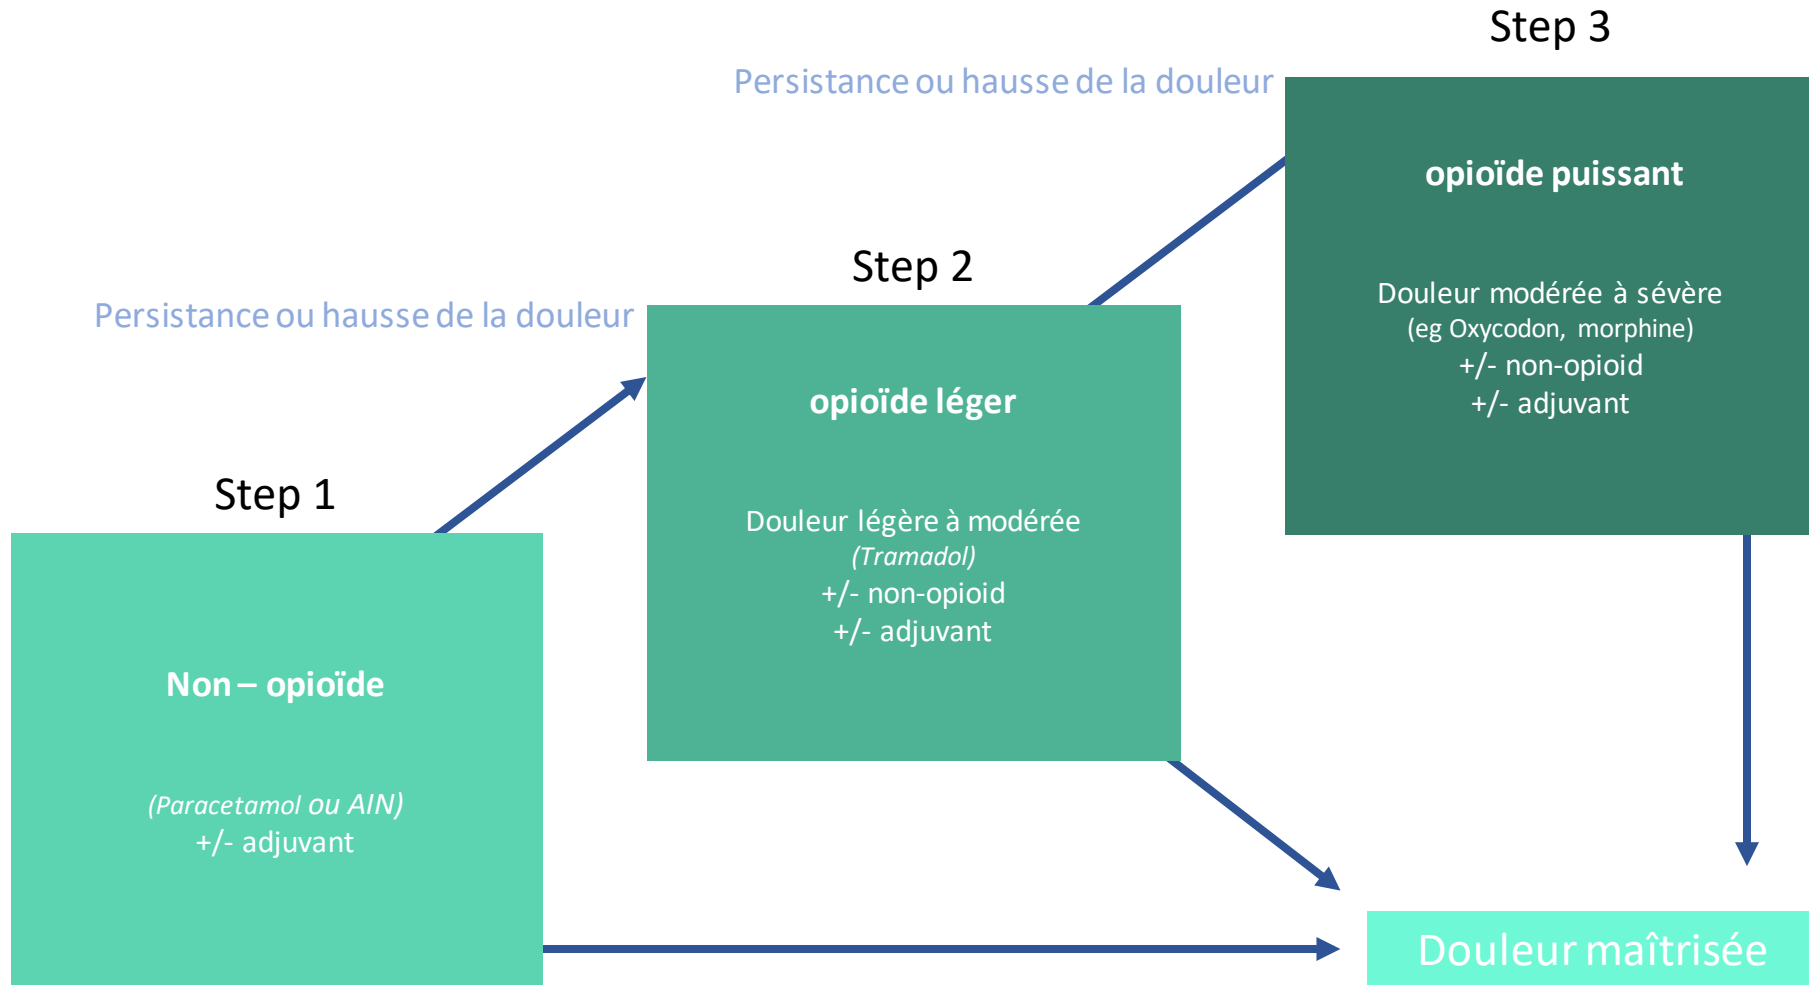 Step 1
Non – opioïde
(Paracetamol ou AIN)
+/- adjuvant
Persistance ou hausse de la douleur
Step 2
opioïde léger
Douleur légère à modérée
(Tramadol)
+/- non-opioid
+/- adjuvant
Persistance ou hausse de la douleur
Step 3
opioïde puissant
Douleur modérée à sévère
(eg Oxycodon, morphine)
+/- non-opioid
+/- adjuvant
Douleur maîtrisée